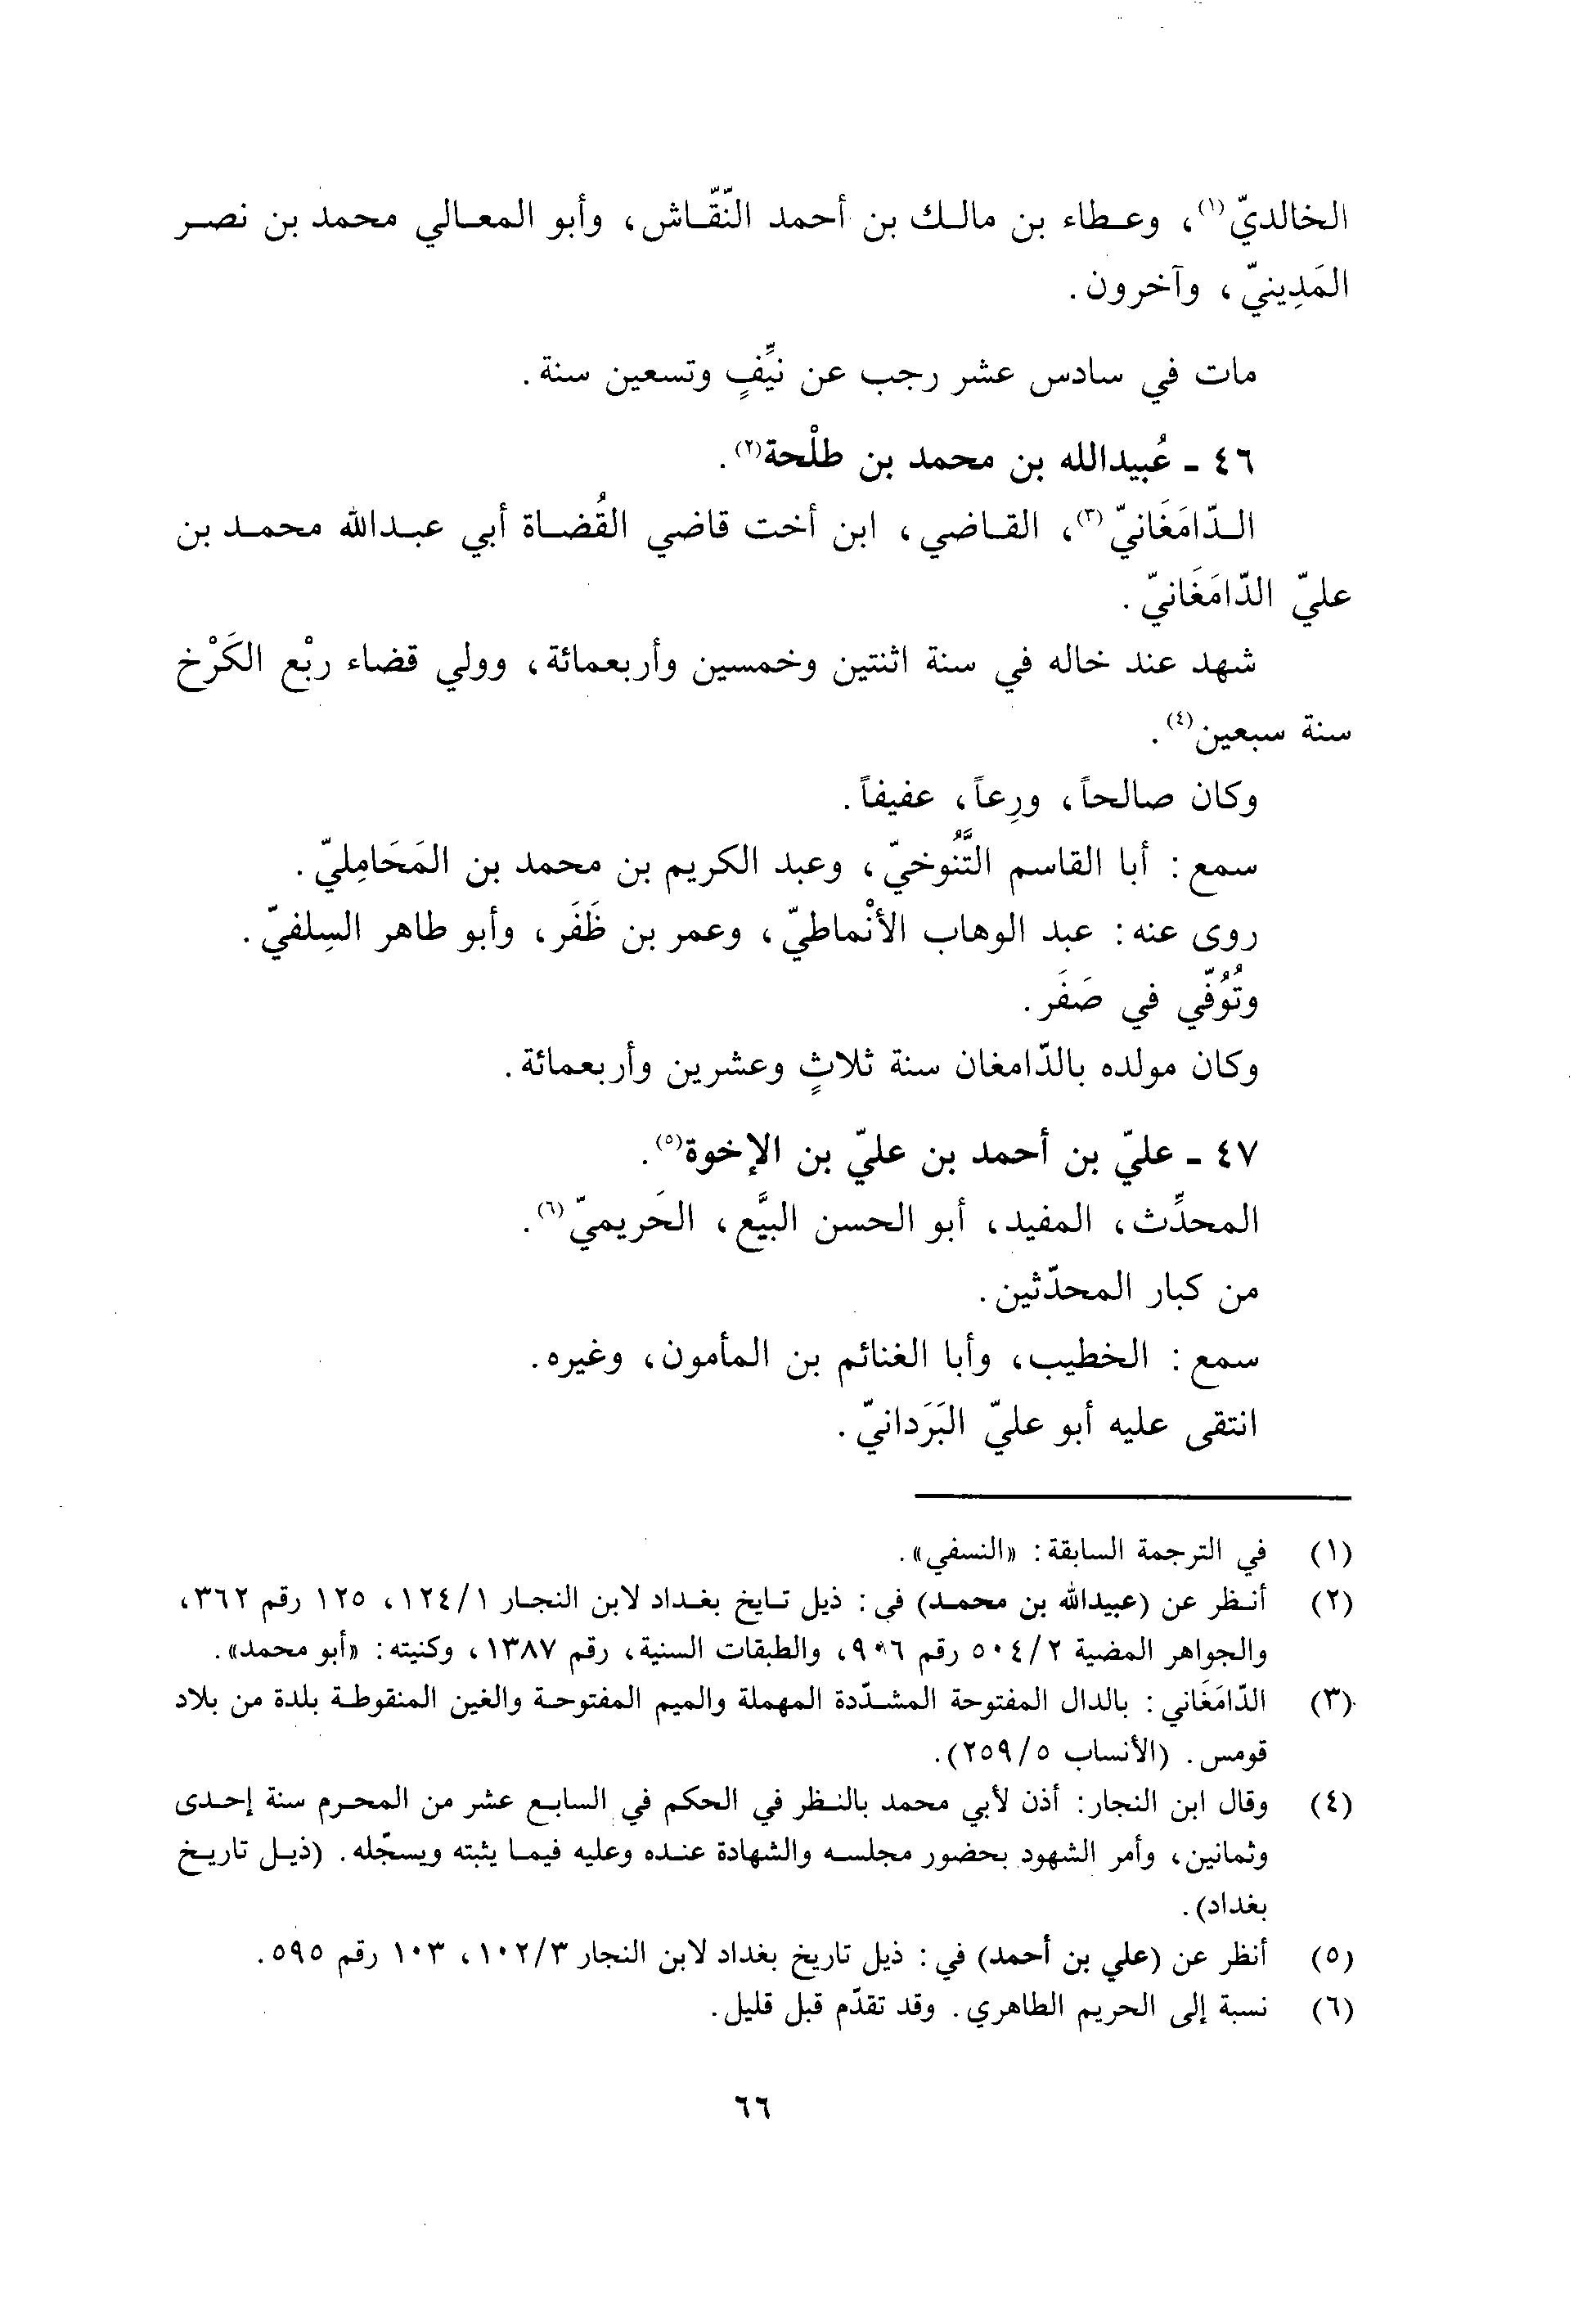 الخالديّ(١)، وعطاء بن مالك بن أحمد النّقّاش، وأبو المعالي محمد بن نصر
المَدِينيّ، وآخرون.
مات في سادس عشر رجب عن نيِّفٍ وتسعين سنة.
٤٦ - عُبيدالله بن محمد بن طلْحة(٢).
الدّامَغَانيّ(٣)، القاضي، ابن أخت قاضي القُضاة أبي عبدالله محمد بن
عليّ الدّامَغَانيّ.
شهد عند خاله في سنة اثنتين وخمسين وأربعمائة، وولي قضاء ربْع الكَرْخ
سنة سبعين(٤).
وكان صالحاً، ورِعاً، عفيفاً.
سمع: أبا القاسم التَّنُوخيّ، وعبد الكريم بن محمد بن المَحَامِليّ.
روى عنه: عبد الوهاب الأنْماطيّ، وعمر بن ظَفَر، وأبو طاهر السِلفيّ.
وتُوُفّي في صَفَر.
وكان مولده بالدّامغان سنة ثلاثٍ وعشرين وأربعمائة.
٤٧ - عليّ بن أحمد بن عليّ بن الإخوة(٥).
المحدِّث، المفيد، أبو الحسن البيَّع، الحَريميّ(٦).
من كبار المحدّثين.
سمع: الخطيب، وأبا الغنائم بن المأمون، وغيره.
انتقى عليه أبو عليّ البَرَدانيّ.
(١) في الترجمة السابقة: «النسفي».
(٢) أنظر عن (عبيدالله بن محمد) في: ذيل تايخ بغداد لابن النجار ١٢٤/١، ١٢٥ رقم ٣٦٢،
والجواهر المضية ٥٠٤/٢ رقم ٩٠٦، والطبقات السنية، رقم ١٣٨٧، وكنيته: «أبو محمد».
(٣) الدّامَغَاني: بالدال المفتوحة المشدّدة المهملة والميم المفتوحة والغين المنقوطة بلدة من بلاد
قومس. (الأنساب ٢٥٩/٥).
(٤) وقال ابن النجار: أذن لأبي محمد بالنظر في الحكم في السابع عشر من المحرم سنة إحدى
وثمانين، وأمر الشهود بحضور مجلسه والشهادة عنده وعليه فيما يثبته ويسجّله. (ذيل تاريخ
بغداد).
(٥) أنظر عن (علي بن أحمد) في: ذيل تاريخ بغداد لابن النجار ١٠٢/٣، ١٠٣ رقم ٥٩٥.
(٦) نسبة إلى الحريم الطاهري. وقد تقدّم قبل قليل.
٦٦